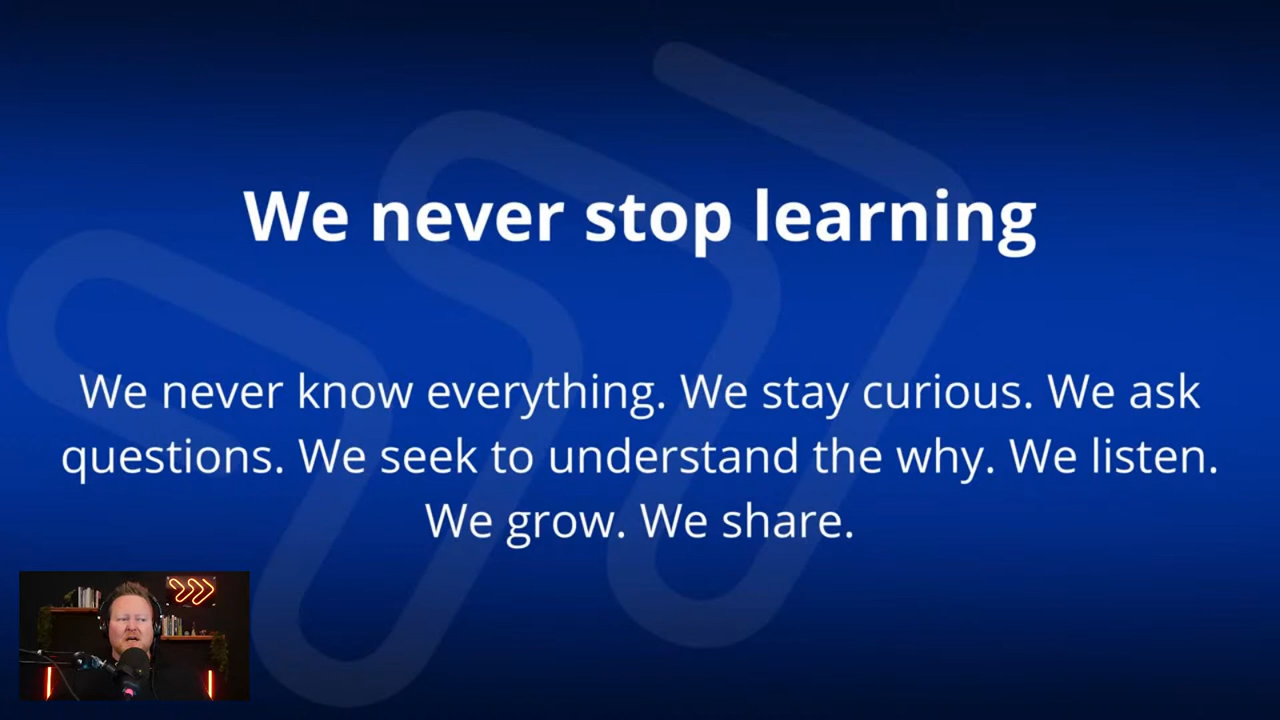 We never stop learning
We never know everything. We stay curious. We ask
questions. We seek to understand the why. We listen.
We grow. We share.